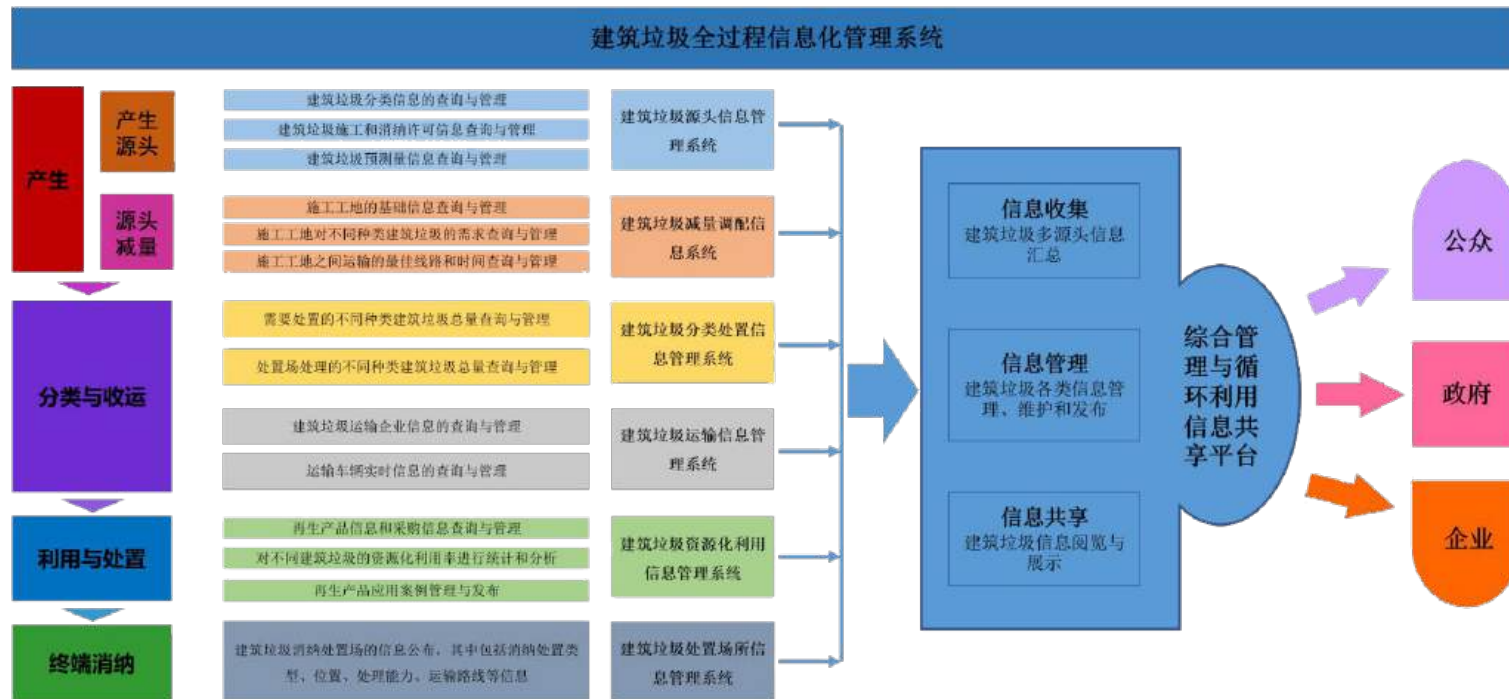 建筑垃圾全过程信息化管理系统
产生
产生
源头
建筑垃圾分类信息的查询与管理
建筑垃圾施工和消纳许可信息查询与管理
建筑垃圾预测量信息查询与管理
建筑垃圾源头信息管
理系统
源头
减量
施工工地的基础信息查询与管理
施工工地对不同种类建筑垃圾的需求查询与管理
施工工地之间运输的最佳线路和时间查询与管理
建筑垃圾减量调配信
息系统
分类与收运
需要处置的不同种类建筑垃圾总量查询与管理
处置场处理的不同种类建筑垃圾总量查询与管理
建筑垃圾分类处置信
息管理系统
建筑垃圾运输企业信息的查询与管理
运输车辆实时信息的查询与管理
建筑垃圾运输信息管
理系统
利用与处置
再生产品信息和采购信息查询与管理
对不同建筑垃圾的资源化利用率进行统计和分析
再生产品应用案例管理与发布
建筑垃圾资源化利用
信息管理系统
终端消纳
建筑垃圾消纳处置场的信息公布，其中包括消纳处置类
型、位置、处理能力、运输路线等信息
建筑垃圾处置场所信
息管理系统
信息收集
建筑垃圾多源头信息
汇总
信息管理
建筑垃圾各类信息管
理、维护和发布
信息共享
建筑垃圾信息阅览与
展示
综合管
理与循
环利用
信息共
享平台
公众
政府
企业